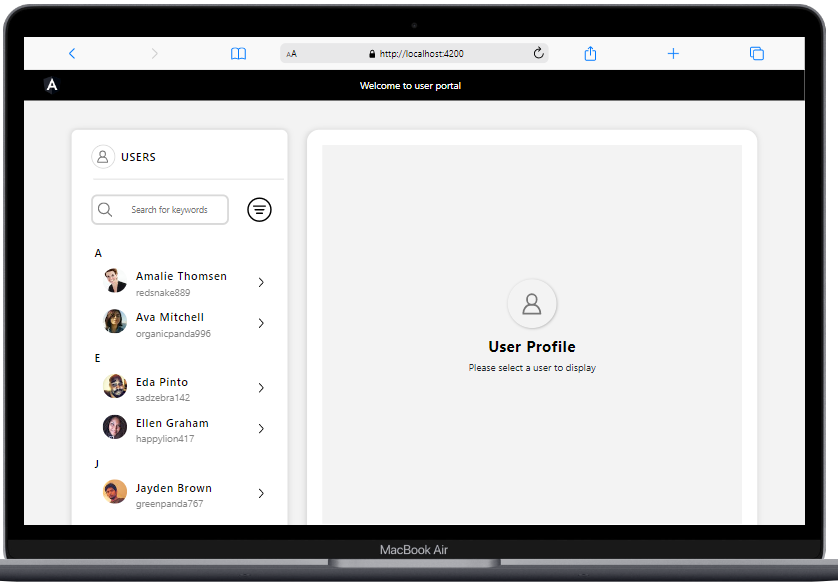 AA
http://localhost:4200
A
Welcome to user portal
USERS
Search for keywords
A
Amalie Thomsen
redsnake889
Ava Mitchell
organicpanda996
E
Eda Pinto
sadzebra142
Ellen Graham
happylion417
J
Jayden Brown
greenpanda767
User Profile
Please select a user to display
MacBook Air